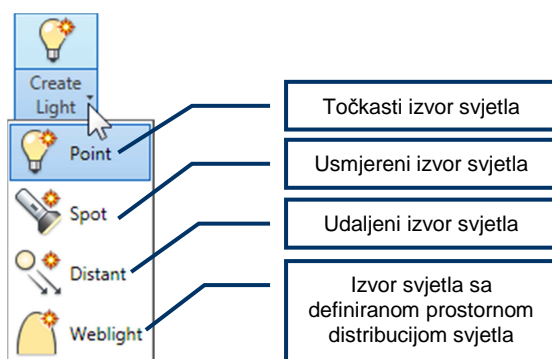 Create
Light
Point
Točkasti izvor svjetla
Spot
Usmjereni izvor svjetla
Distant
Udaljeni izvor svjetla
Weblight
Izvor svjetla sa
definiranom prostornom
distribucijom svjetla